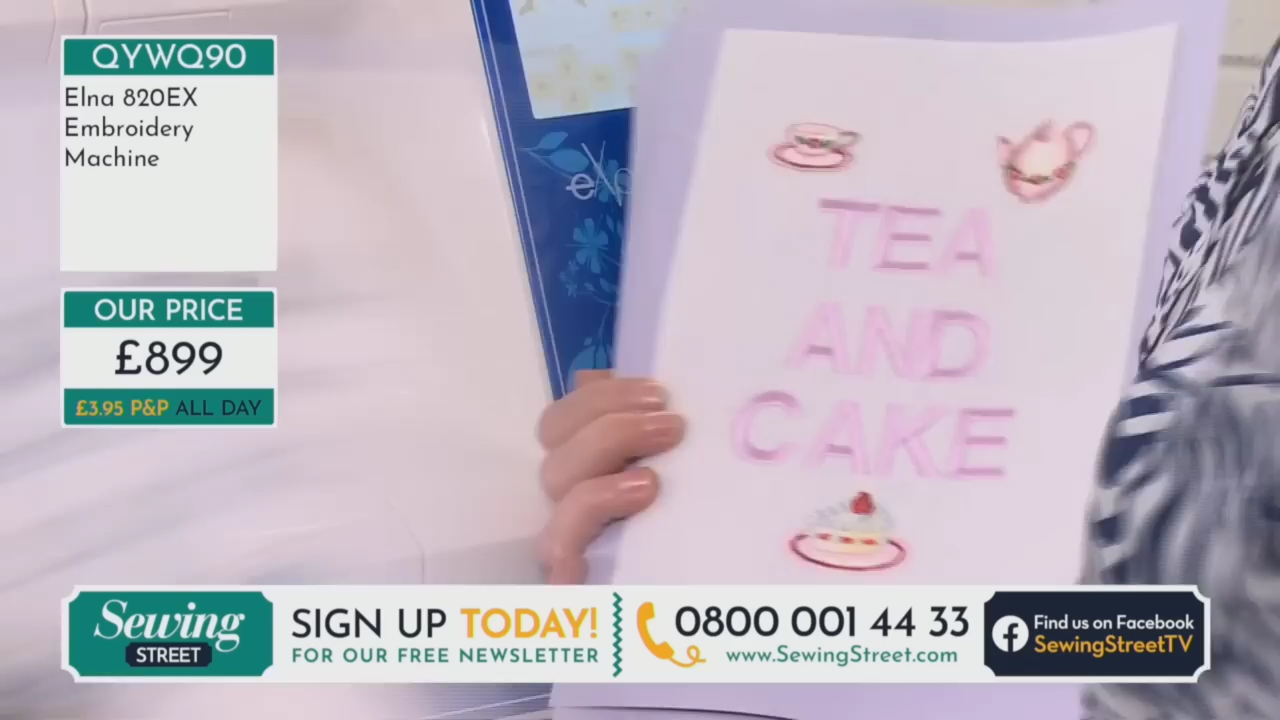 QYWQ90
Elna 820EX
Embroidery
Machine
OUR PRICE
£899
£3.95 P&P ALL DAY
eXp
TEA
AND
CAKE
Sewing
STREET
SIGN UP TODAY!
FOR OUR FREE NEWSLETTER
0800 001 44 33
www.SewingStreet.com
Find us on Facebook
SewingStreetTV